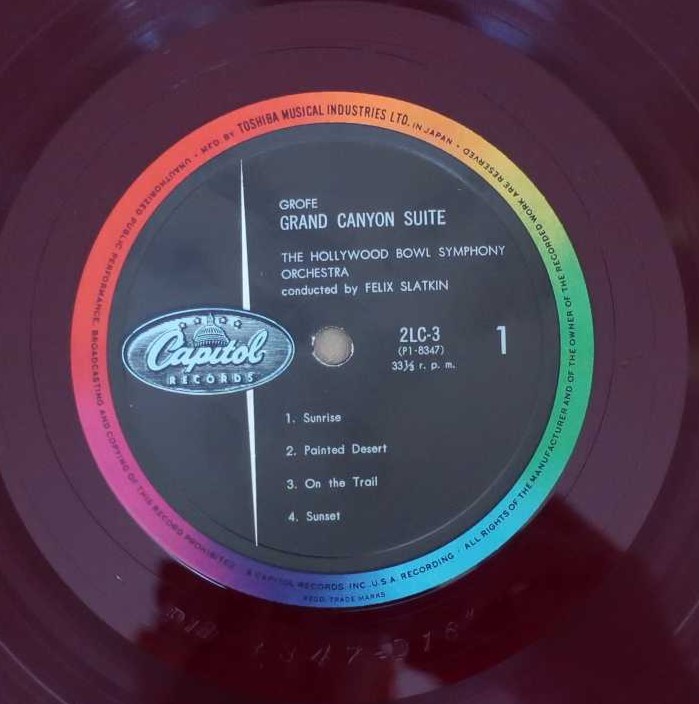 MFD. BY TOSHIBA MUSICAL INDUSTRIES LTD. IN JAPAN · ALL RIGHTS OF THE MANUFACTURER AND OF THE OWNER OF THE RECORDED WORK ARE RESERVED · UNAUTHORIZED PUBLIC PERFORMANCE, BROADCASTING AND COPYING OF THIS RECORD PROHIBITED
A CAPITOL RECORDS, INC., U.S.A. RECORDING
REGD. TRADE MARKS
GROFE
GRAND CANYON SUITE
THE HOLLYWOOD BOWL SYMPHONY
ORCHESTRA
conducted by FELIX SLATKIN
Capitol
RECORDS
2LC-3
(P1-8347)
33⅓ r. p. m.
1
1. Sunrise
2. Painted Desert
3. On the Trail
4. Sunset